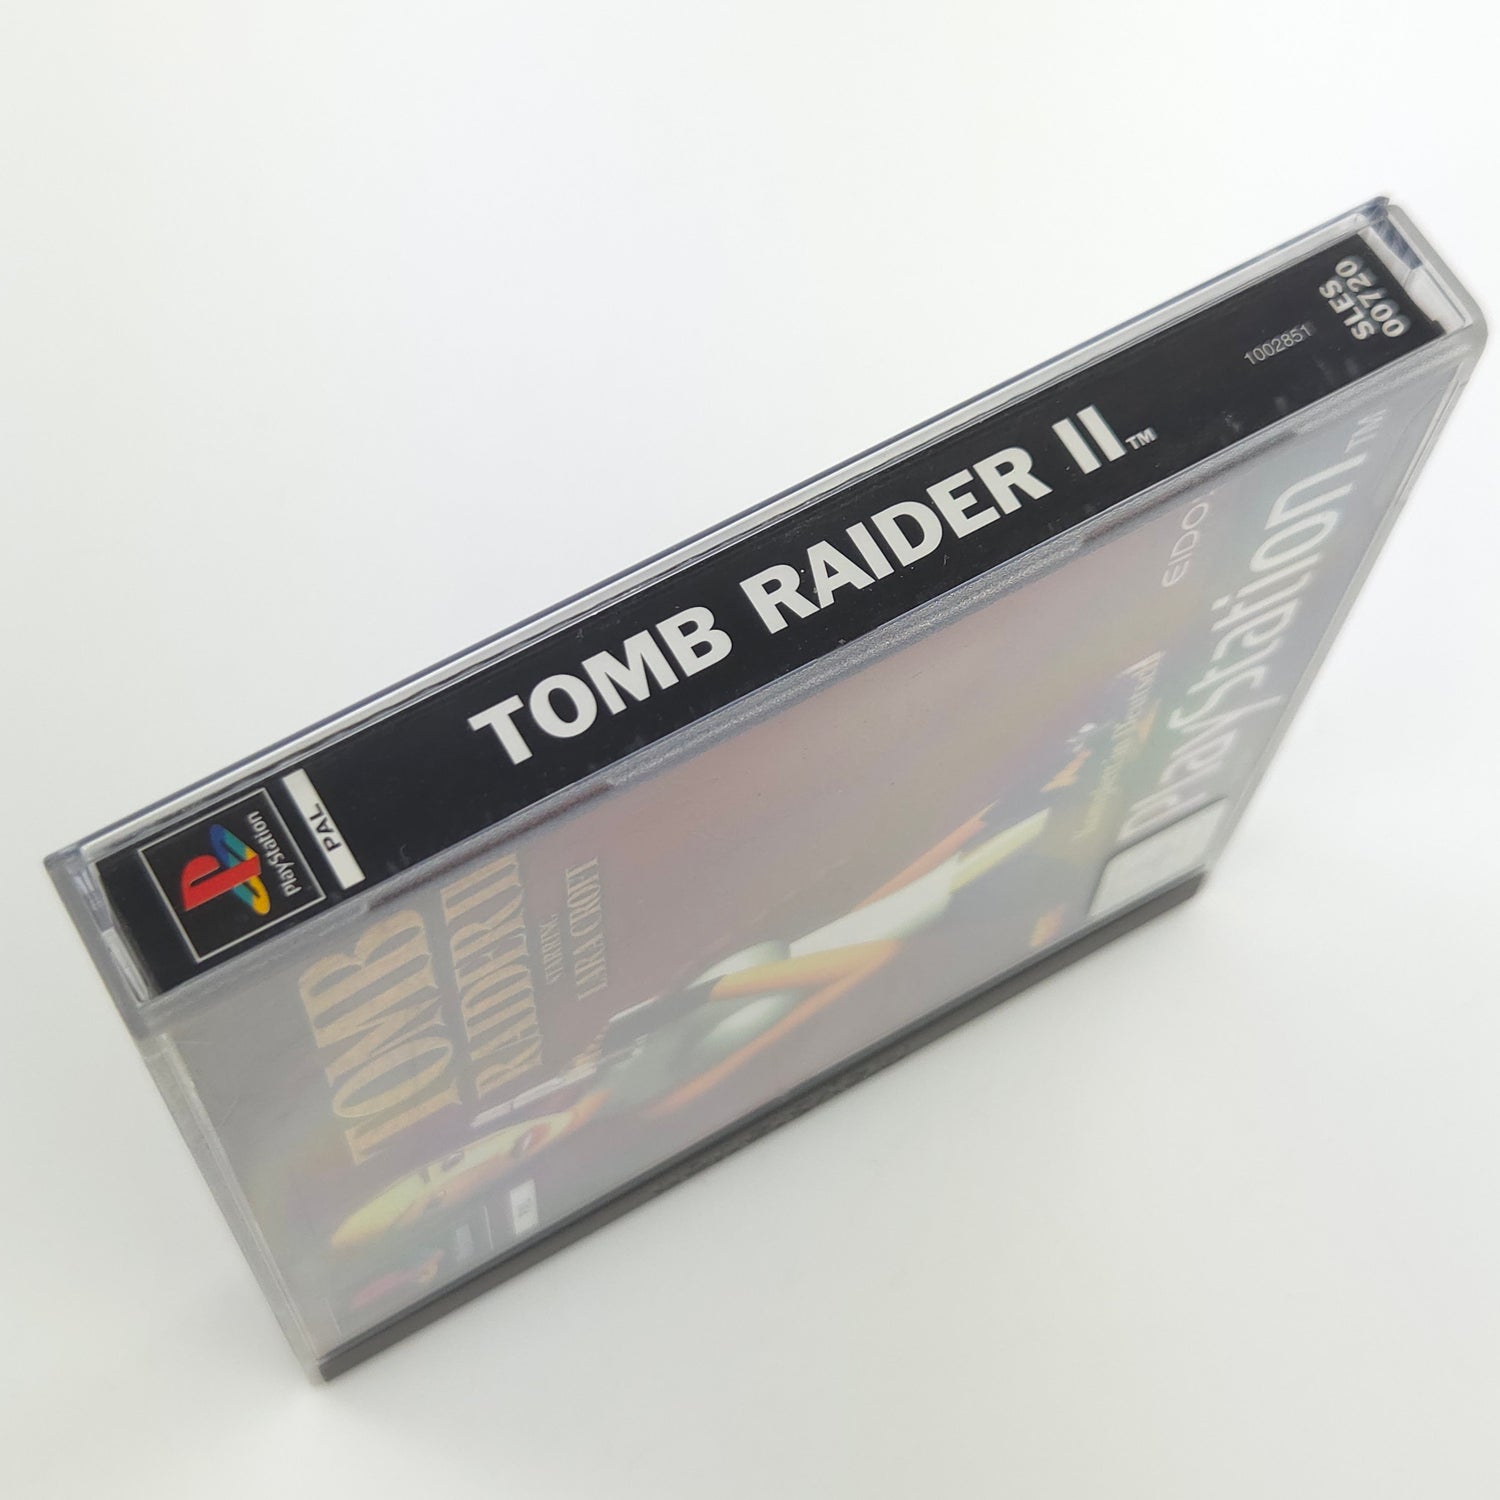 PlayStation
PAL
TOMB RAIDER II™
1002851
SLES
00720
TOMB
RAIDER II
STARRING
LARA CROFT
EIDOS
PlayStation™